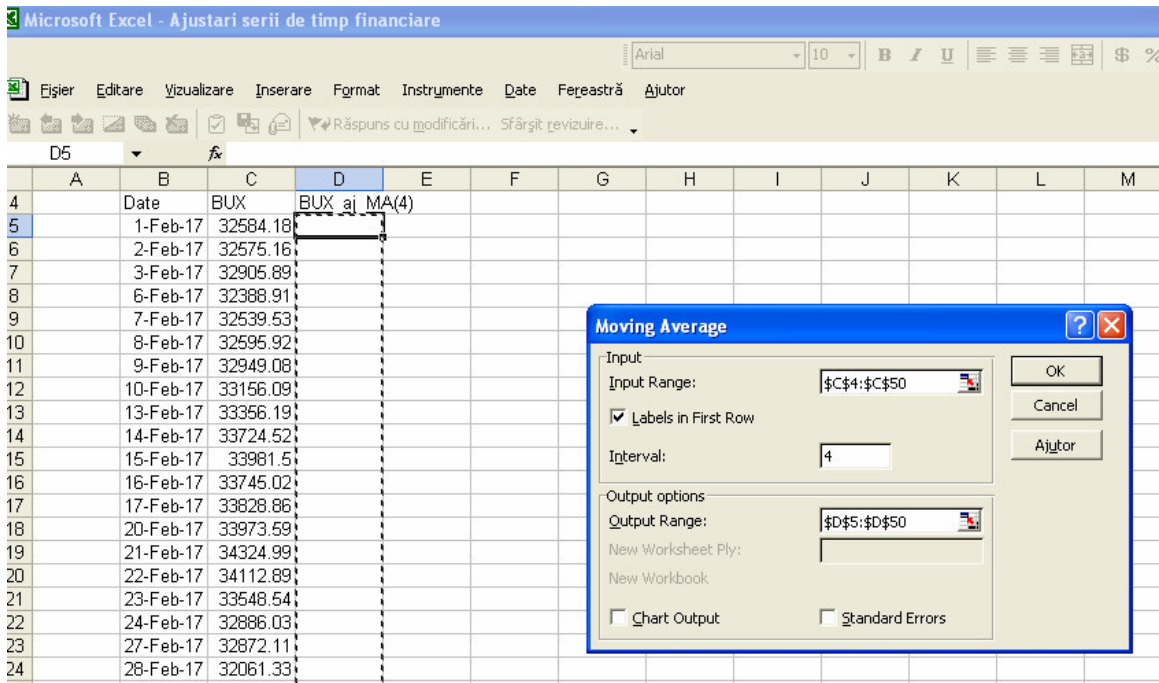 Microsoft Excel - Ajustari serii de timp financiare
Arial 10 B I U $ %
Fișier Editare Vizualizare Inserare Format Instrumente Date Fereastră Ajutor
Răspuns cu modificări... Sfârșit revizuire...
D5 fx
A B C D E F G H I J K L M
4 Date BUX BUX_aj_MA(4)
5 1-Feb-17 32584.18
6 2-Feb-17 32575.16
7 3-Feb-17 32905.89
8 6-Feb-17 32388.91
9 7-Feb-17 32539.53
10 8-Feb-17 32595.92
11 9-Feb-17 32949.08
12 10-Feb-17 33156.09
13 13-Feb-17 33356.19
14 14-Feb-17 33724.52
15 15-Feb-17 33981.5
16 16-Feb-17 33745.02
17 17-Feb-17 33828.86
18 20-Feb-17 33973.59
19 21-Feb-17 34324.99
20 22-Feb-17 34112.89
21 23-Feb-17 33548.54
22 24-Feb-17 32886.03
23 27-Feb-17 32872.11
24 28-Feb-17 32061.33
Moving Average ?
Input
Input Range: $C$4:$C$50
Labels in First Row
Interval: 4
Output options
Output Range: $D$5:$D$50
New Worksheet Ply:
New Workbook
Chart Output Standard Errors
OK
Cancel
Ajutor